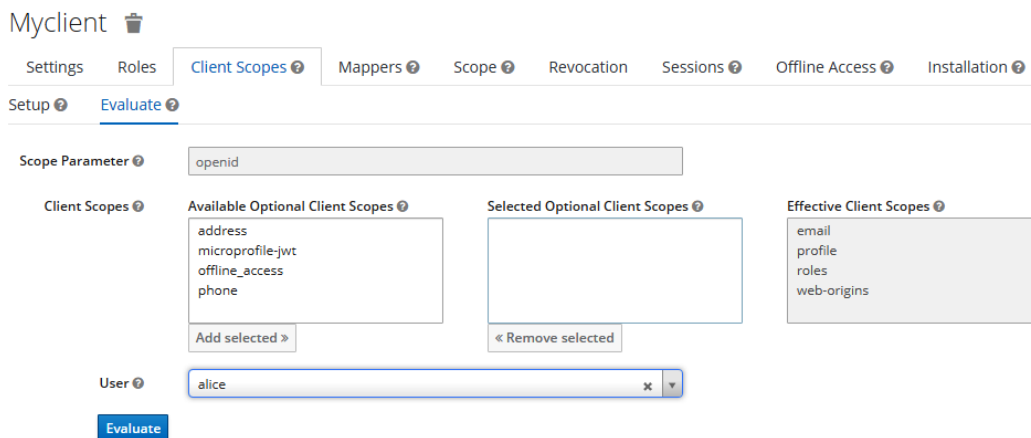 Myclient
Settings Roles Client Scopes Mappers Scope Revocation Sessions Offline Access Installation
Setup Evaluate
Scope Parameter openid
Client Scopes Available Optional Client Scopes Selected Optional Client Scopes Effective Client Scopes
address email
microprofile-jwt profile
offline_access roles
phone web-origins
Add selected » « Remove selected
User alice
Evaluate